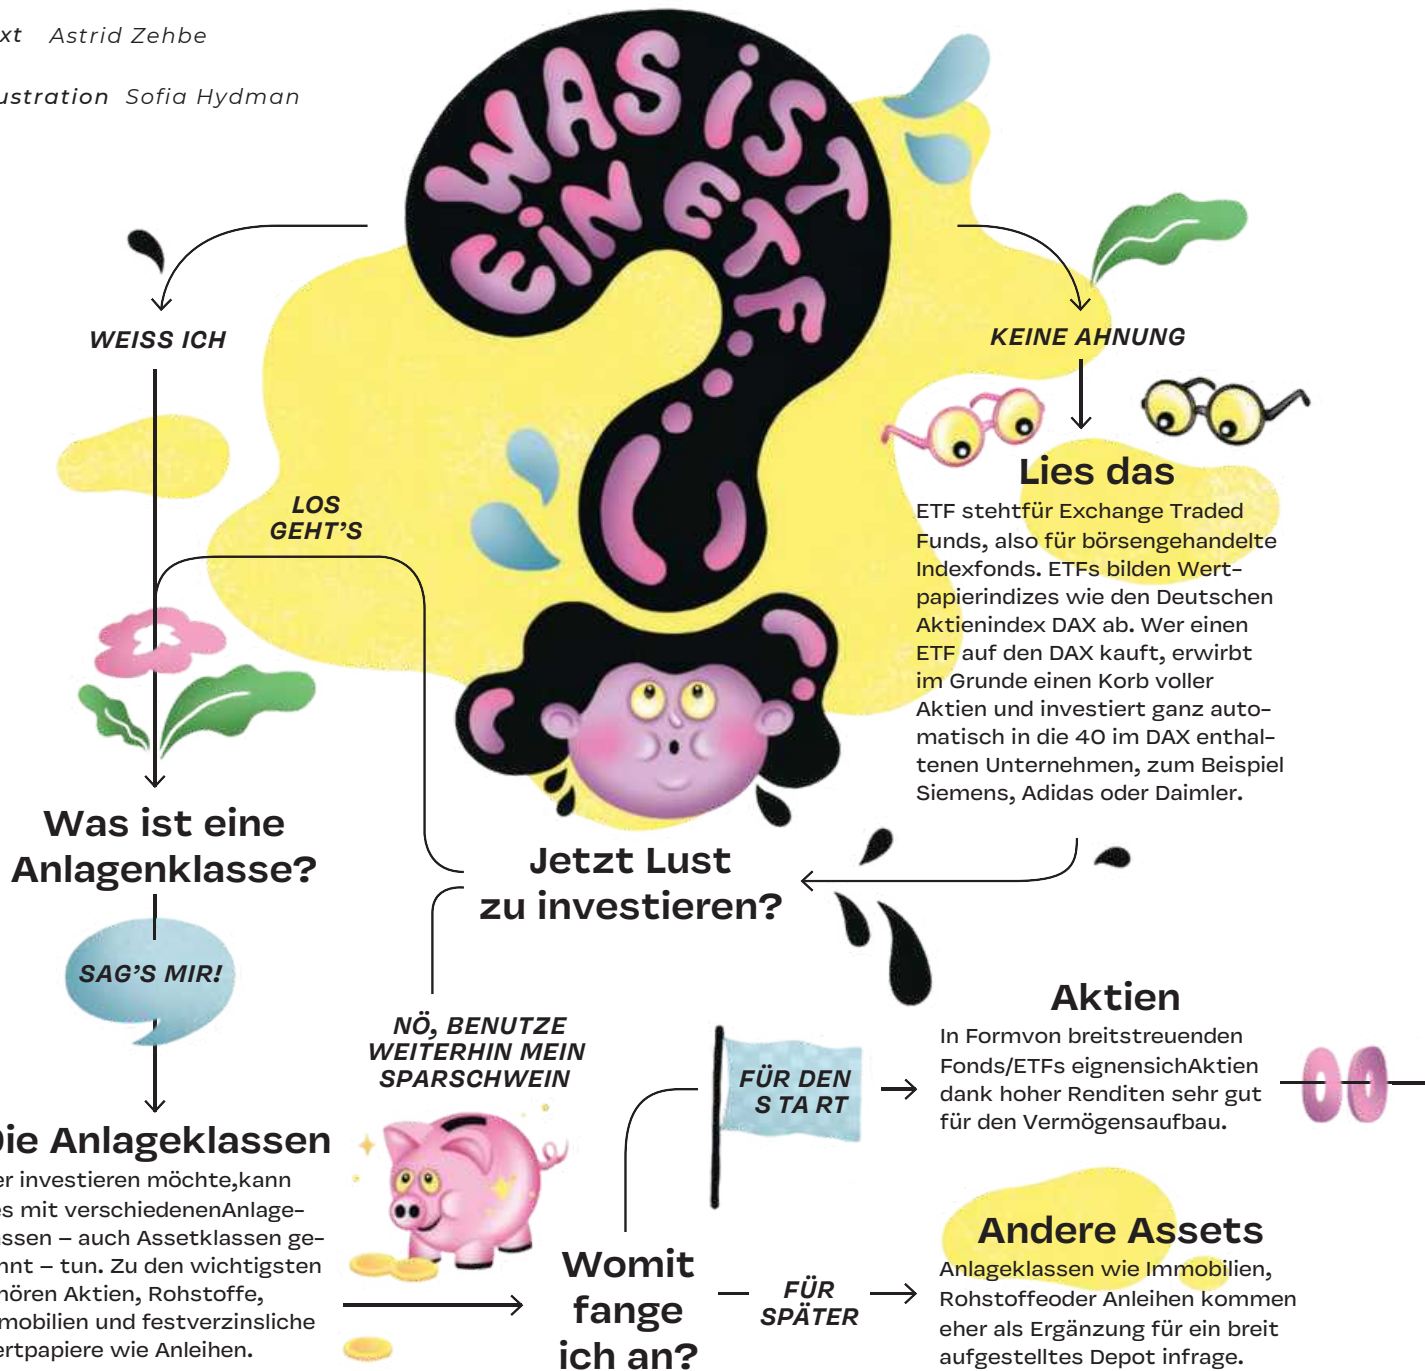 xt Astrid Zehbe
ustration Sofia Hydman
WAS iST
EiN ETF
WEISS ICH
KEINE AHNUNG
Lies das
ETF stehtfür Exchange Traded
Funds, also für börsengehandelte
Indexfonds. ETFs bilden Wert-
papierindizes wie den Deutschen
Aktienindex DAX ab. Wer einen
ETF auf den DAX kauft, erwirbt
im Grunde einen Korb voller
Aktien und investiert ganz auto-
matisch in die 40 im DAX enthal-
tenen Unternehmen, zum Beispiel
Siemens, Adidas oder Daimler.
LOS
GEHT'S
Jetzt Lust
zu investieren?
Was ist eine
Anlagenklasse?
SAG'S MIR!
NÖ, BENUTZE
WEITERHIN MEIN
SPARSCHWEIN
Die Anlageklassen
er investieren möchte,kann
es mit verschiedenenAnlage-
assen – auch Assetklassen ge-
nnt – tun. Zu den wichtigsten
hören Aktien, Rohstoffe,
mobilien und festverzinsliche
ertpapiere wie Anleihen.
Womit
fange
ich an?
FÜR DEN
S TA RT
Aktien
In Formvon breitstreuenden
Fonds/ETFs eignensichAktien
dank hoher Renditen sehr gut
für den Vermögensaufbau.
FÜR
SPÄTER
Andere Assets
Anlageklassen wie Immobilien,
Rohstoffeoder Anleihen kommen
eher als Ergänzung für ein breit
aufgestelltes Depot infrage.